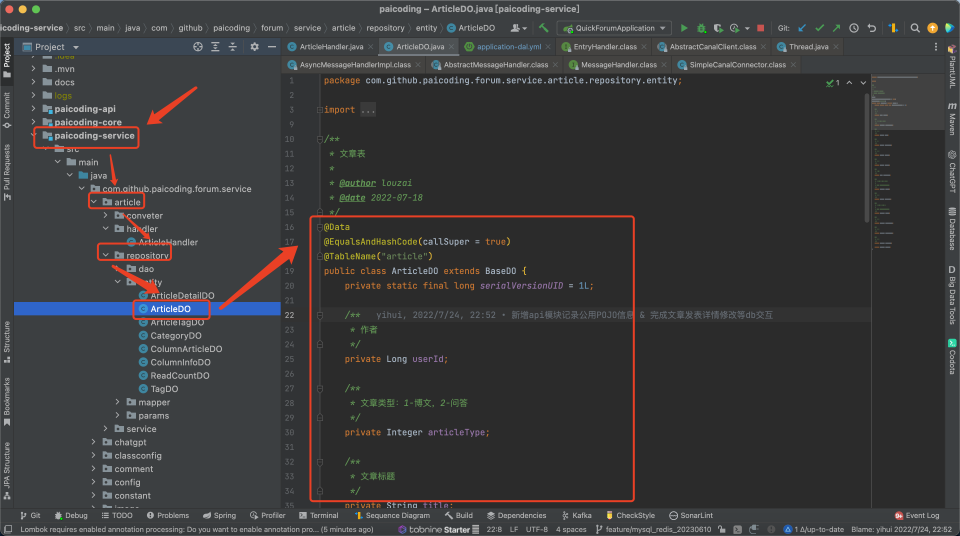 paicoding – ArticleDO.java [paicoding-service]
icoding-service
src
main
java
com
github
paicoding
forum
service
article
repository
entity
ArticleDO
QuickForumApplication
Git:
Project
ArticleHandler.java
ArticleDO.java
application-dal.yml
EntryHandler.class
AbstractCanalClient.class
Thread.java
AsyncMessageHandlerImpl.class
AbstractMessageHandler.class
MessageHandler.class
SimpleCanalConnector.class
.idea
.mvn
docs
logs
paicoding-api
paicoding-core
paicoding-service
src
main
java
com.github.paicoding.forum.service
article
conveter
handler
ArticleHandler
repository
dao
entity
ArticleDetailDO
ArticleDO
ArticleTagDO
CategoryDO
ColumnArticleDO
ColumnInfoDO
ReadCountDO
TagDO
mapper
params
service
chatgpt
classconfig
comment
config
constant
image
1 package com.github.paicoding.forum.service.article.repository.entity;
2
3 import ...
9
10 /**
11 * 文章表
12 *
13 * @author louzai
14 * @date 2022-07-18
15 */
16 @Data
17 @EqualsAndHashCode(callSuper = true)
18 @TableName("article")
19 public class ArticleDO extends BaseDO {
20 private static final long serialVersionUID = 1L;
21
22 /** yihui, 2022/7/24, 22:52 • 新增api模块记录公用POJO信息 & 完成文章发表详情修改等db交互
23 * 作者
24 */
25 private Long userId;
26
27 /**
28 * 文章类型：1-博文，2-问答
29 */
30 private Integer articleType;
31
32 /**
33 * 文章标题
34 */
35 private String title;
1
Project
Commit
Pull Requests
Structure
Bookmarks
JPA Structure
PlantUML
Maven
ChatGPT
Database
Big Data Tools
Codota
Git
Debug
TODO
Problems
Spring
Profiler
Terminal
Sequence Diagram
Build
Dependencies
Kafka
CheckStyle
SonarLint
Event Log
Lombok requires enabled annotation processing: Do you want to enable annotation pro... (5 minutes ago)
tabnine Starter
22:8
LF
UTF-8
4 spaces
feature/mysql_redis_20230610
1 Δ/up-to-date
Blame: yihui 2022/7/24, 22:52